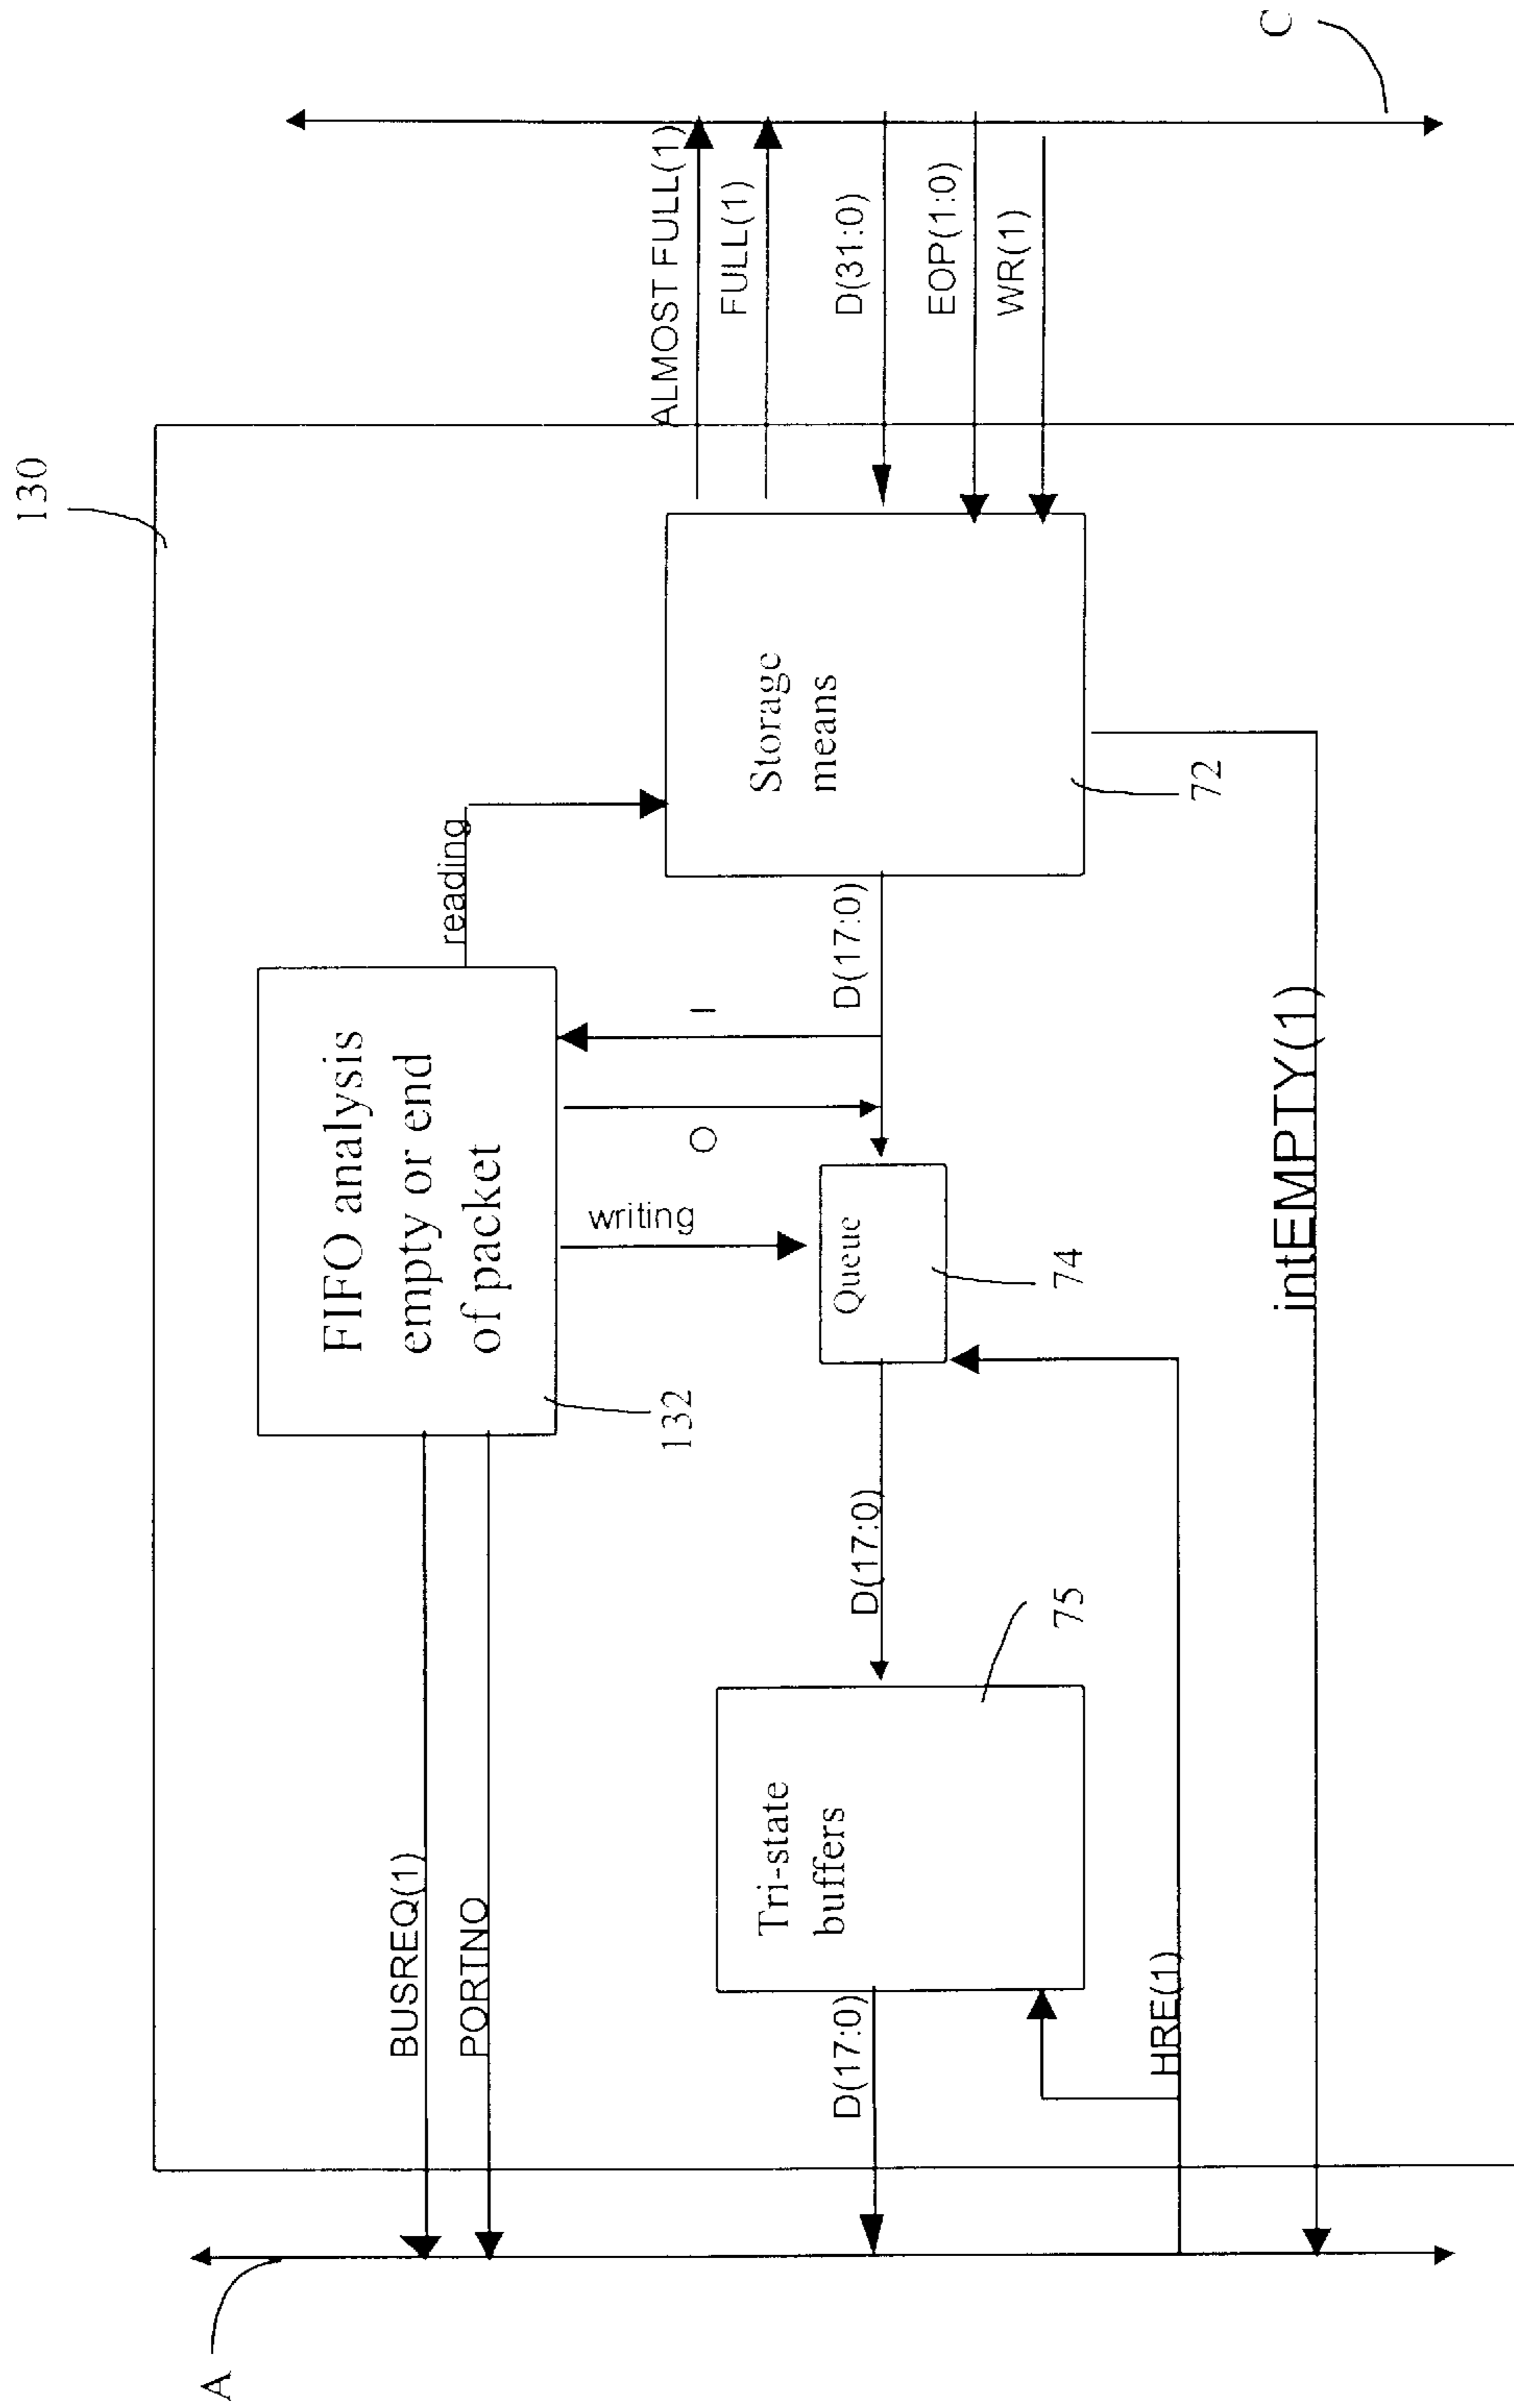 130
A
C
BUSREQ(1)
PORTNO
FIFO analysis
empty or end
of packet
132
reading
writing
O
I
ALMOST FULL(1)
FULL(1)
D(31:0)
EOP(1:0)
WR(1)
Storage
means
72
D(17:0)
Queue
74
D(17:0)
Tri-state
buffers
75
D(17:0)
HRE(1)
intEMPTY(1)